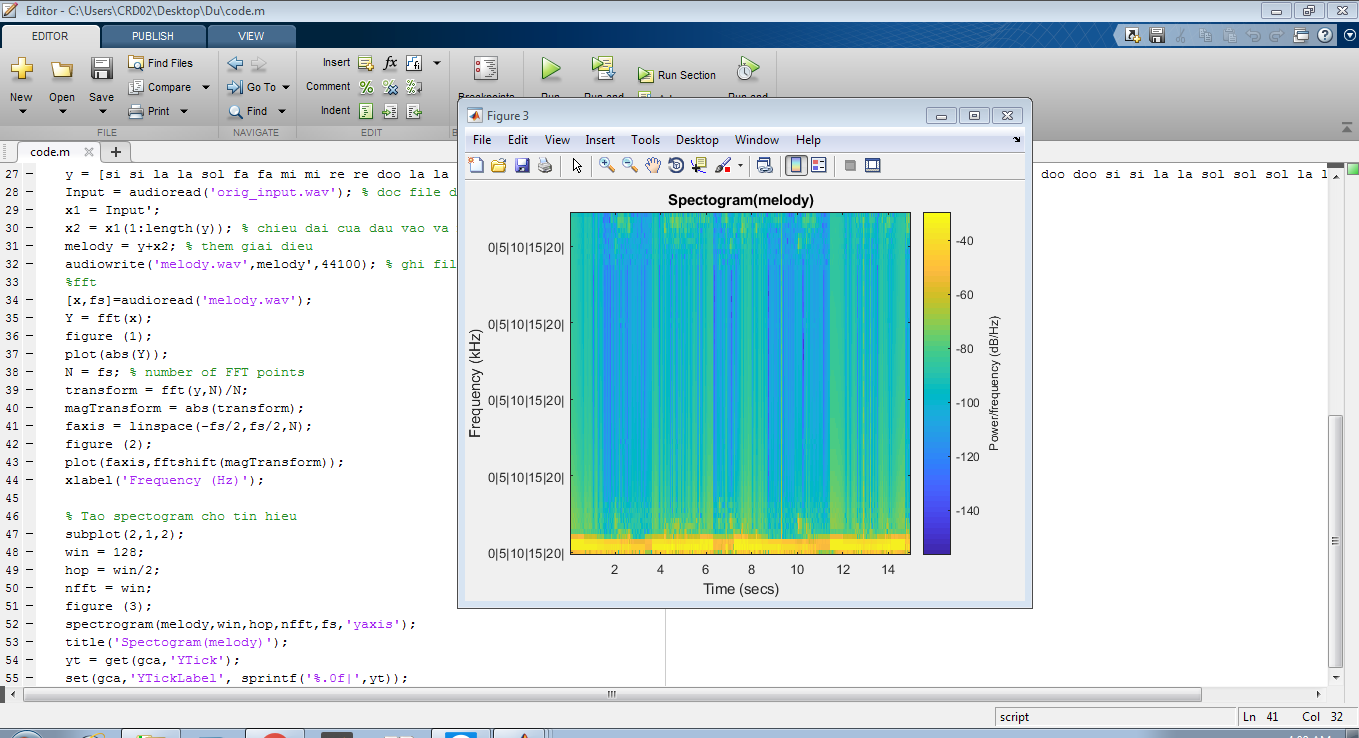 Editor - C:\Users\CRD02\Desktop\Du\code.m
EDITOR PUBLISH VIEW
New Open Save
Find Files
Compare
Print
FILE
Go To
Find
NAVIGATE
Insert fx
Comment
Indent
EDIT
Breakpoints
Run
Run and
Run Section
Run and
code.m
27 y = [si si la la sol fa fa mi mi re re doo la la
doo doo si si la la sol sol sol la l
28 Input = audioread('orig_input.wav'); % doc file d
29 x1 = Input';
30 x2 = x1(1:length(y)); % chieu dai cua dau vao va
31 melody = y+x2; % them giai dieu
32 audiowrite('melody.wav',melody',44100); % ghi fil
33 %fft
34 [x,fs]=audioread('melody.wav');
35 Y = fft(x);
36 figure (1);
37 plot(abs(Y));
38 N = fs; % number of FFT points
39 transform = fft(y,N)/N;
40 magTransform = abs(transform);
41 faxis = linspace(-fs/2,fs/2,N);
42 figure (2);
43 plot(faxis,fftshift(magTransform));
44 xlabel('Frequency (Hz)');
45
46 % Tao spectogram cho tin hieu
47 subplot(2,1,2);
48 win = 128;
49 hop = win/2;
50 nfft = win;
51 figure (3);
52 spectrogram(melody,win,hop,nfft,fs,'yaxis');
53 title('Spectogram(melody)');
54 yt = get(gca,'YTick');
55 set(gca,'YTickLabel', sprintf('%.0f|',yt));
Figure 3
File Edit View Insert Tools Desktop Window Help
Spectogram(melody)
Frequency (kHz)
0|5|10|15|20|
0|5|10|15|20|
0|5|10|15|20|
0|5|10|15|20|
0|5|10|15|20|
2 4 6 8 10 12 14
Time (secs)
-40
-60
-80
-100
-120
-140
Power/frequency (dB/Hz)
script
Ln 41 Col 32